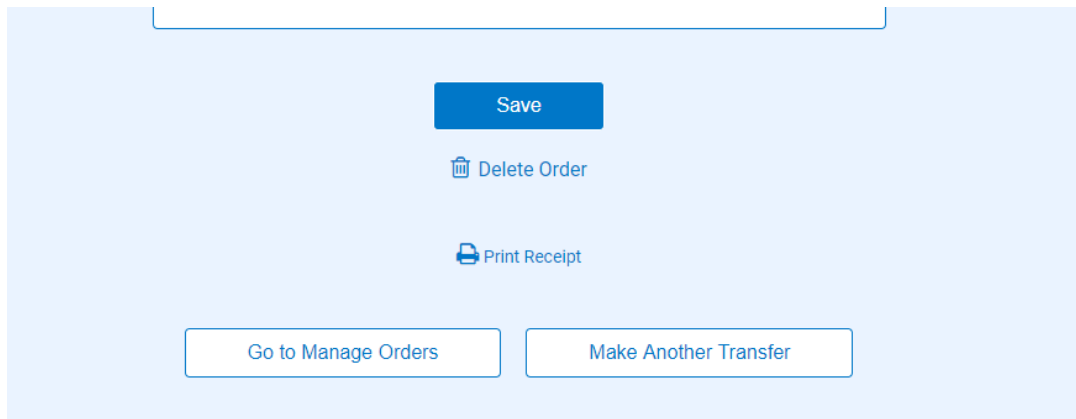 Save
Delete Order
Print Receipt
Go to Manage Orders
Make Another Transfer